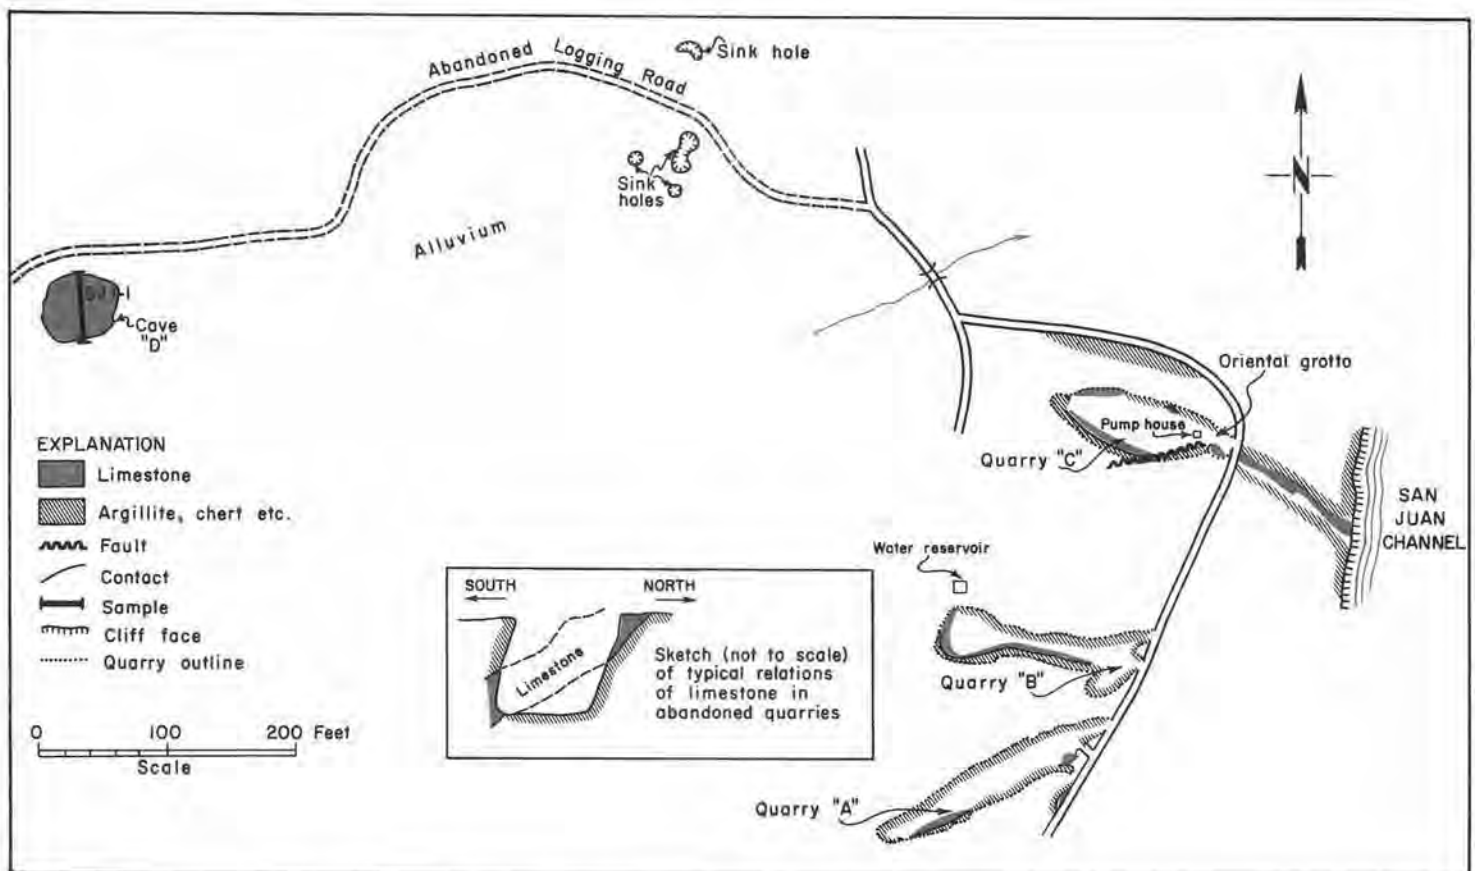 Sink hole
Abandoned Logging Road
Sink
holes
N
Alluvium
Cave
"D"
Oriental grotto
Pump house
Quarry "C"
SAN
JUAN
CHANNEL
EXPLANATION
Limestone
Argillite, chert etc.
Fault
Contact
Sample
Cliff face
Quarry outline
0 100 200 Feet
Scale
SOUTH
NORTH
Limestone
Sketch (not to scale)
of typical relations
of limestone in
abandoned quarries
Water reservoir
Quarry "B"
Quarry "A"